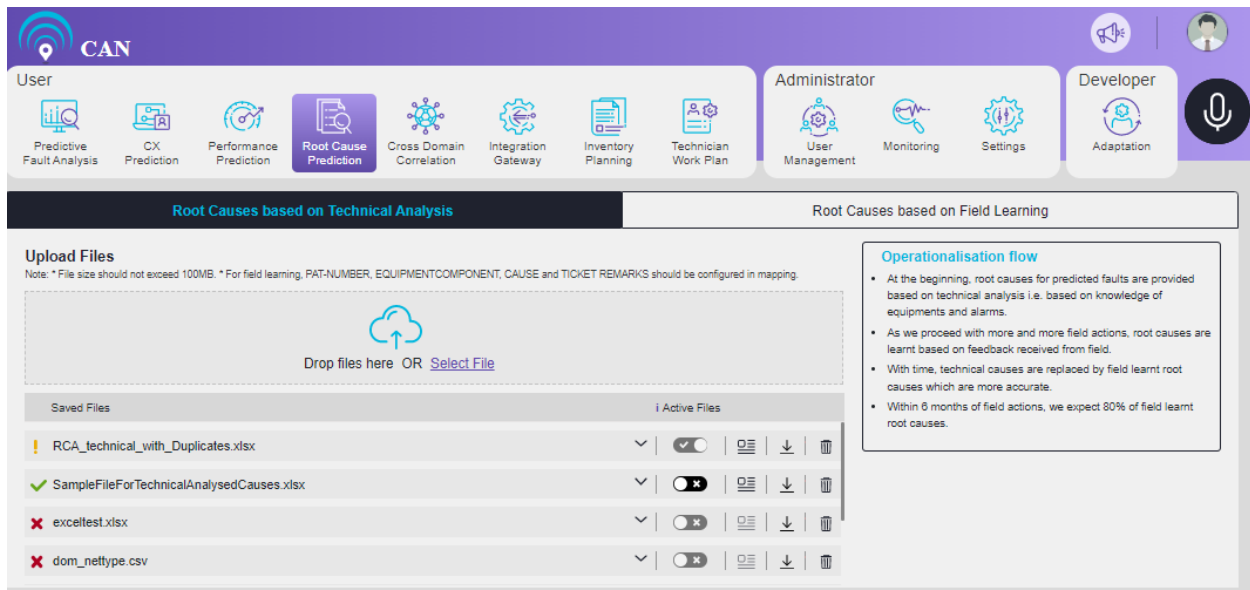 CAN
User
Administrator
Developer
Predictive
Fault Analysis
CX
Prediction
Performance
Prediction
Root Cause
Prediction
Cross Domain
Correlation
Integration
Gateway
Inventory
Planning
Technician
Work Plan
User
Management
Monitoring
Settings
Adaptation
Root Causes based on Technical Analysis
Root Causes based on Field Learning
Upload Files
Note: * File size should not exceed 100MB. * For field learning, PAT-NUMBER, EQUIPMENTCOMPONENT, CAUSE and TICKET REMARKS should be configured in mapping.
Drop files here OR Select File
Saved Files
i Active Files
RCA_technical_with_Duplicates.xlsx
SampleFileForTechnicalAnalysedCauses.xlsx
exceltest.xlsx
dom_nettype.csv
Operationalisation flow
• At the beginning, root causes for predicted faults are provided
based on technical analysis i.e. based on knowledge of
equipments and alarms.
• As we proceed with more and more field actions, root causes are
learnt based on feedback received from field.
• With time, technical causes are replaced by field learnt root
causes which are more accurate.
• Within 6 months of field actions, we expect 80% of field learnt
root causes.